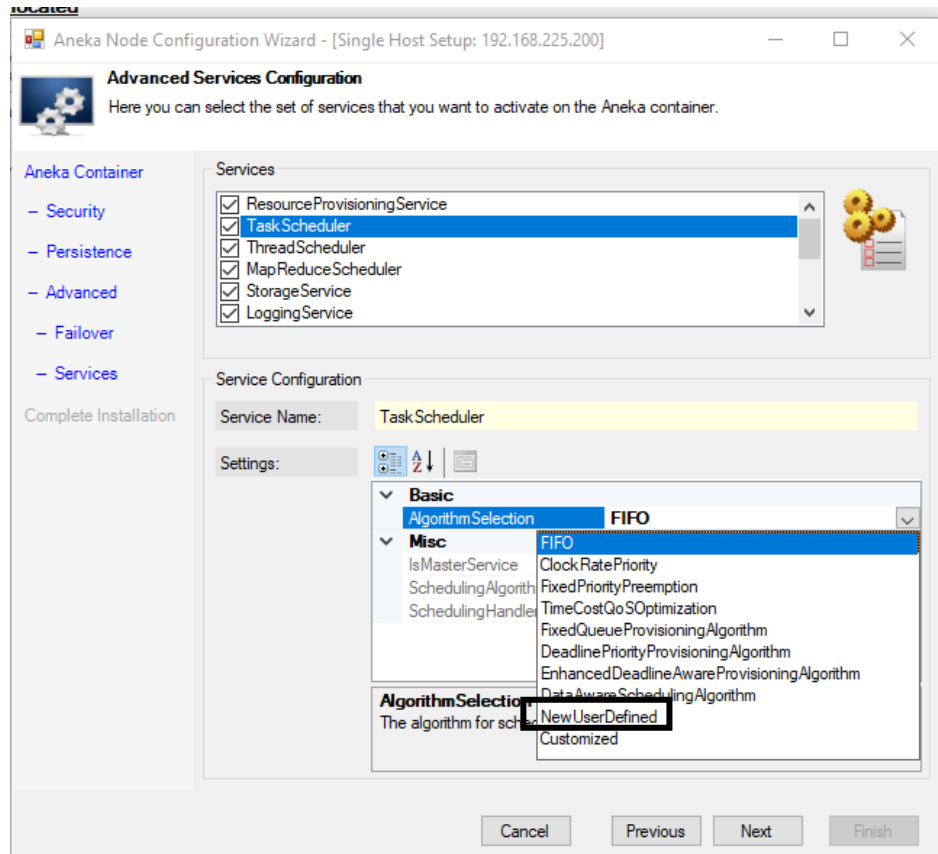 located
Aneka Node Configuration Wizard - [Single Host Setup: 192.168.225.200]
Advanced Services Configuration
Here you can select the set of services that you want to activate on the Aneka container.
Aneka Container
– Security
– Persistence
– Advanced
– Failover
– Services
Complete Installation
Services
ResourceProvisioningService
TaskScheduler
ThreadScheduler
MapReduceScheduler
StorageService
LoggingService
Service Configuration
Service Name: TaskScheduler
Settings:
Basic
AlgorithmSelection FIFO
Misc
IsMasterService
SchedulingAlgorith
SchedulingHandler
FIFO
ClockRatePriority
FixedPriorityPreemption
TimeCostQoSOptimization
FixedQueueProvisioningAlgorithm
DeadlinePriorityProvisioningAlgorithm
EnhancedDeadlineAwareProvisioningAlgorithm
DataAwareSchedulingAlgorithm
NewUserDefined
Customized
AlgorithmSelection
The algorithm for sched
Cancel Previous Next Finish